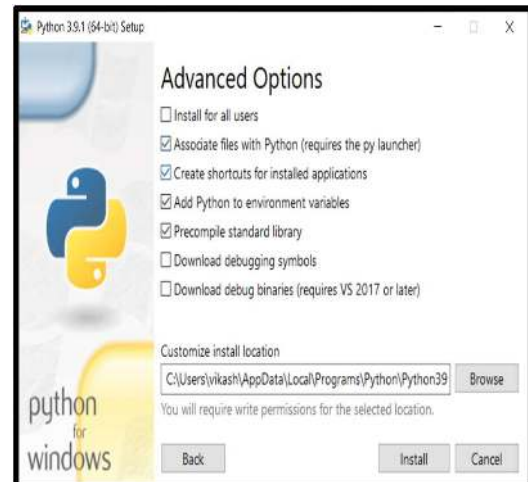 Python 3.9.1 (64-bit) Setup
Advanced Options
Install for all users
Associate files with Python (requires the py launcher)
Create shortcuts for installed applications
Add Python to environment variables
Precompile standard library
Download debugging symbols
Download debug binaries (requires VS 2017 or later)
Customize install location
C:\Users\vikash\AppData\Local\Programs\Python\Python39
Browse
You will require write permissions for the selected location.
python
for
windows
Back
Install
Cancel